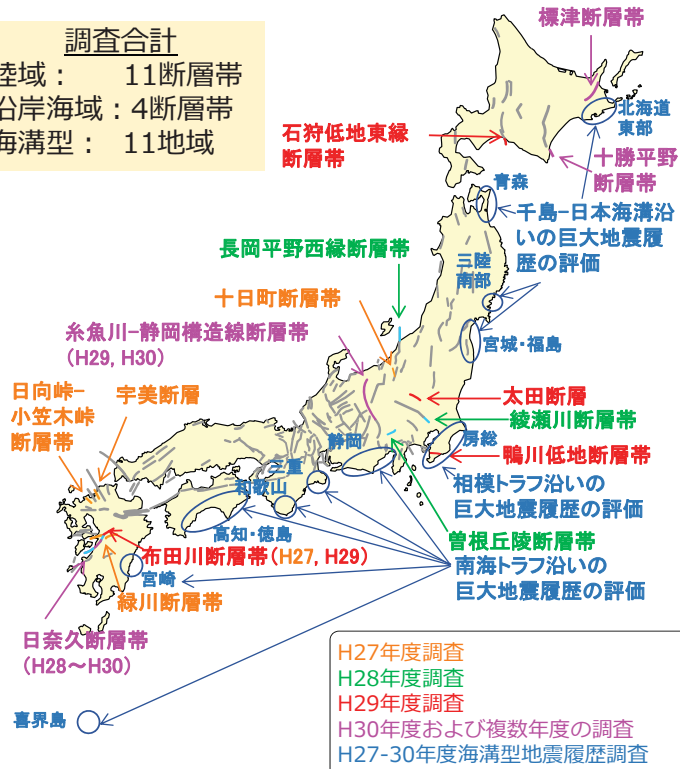 調査合計
陸域： 11断層帯
沿岸海域：4断層帯
海溝型： 11地域
標津断層帯
北海道
東部
石狩低地東縁
断層帯
十勝平野
断層帯
青森
千島-日本海溝沿
いの巨大地震履
歴の評価
長岡平野西縁断層帯
三陸
南部
十日町断層帯
糸魚川-静岡構造線断層帯
(H29, H30)
宮城・福島
日向峠-
小笠木峠
断層帯
宇美断層
太田断層
綾瀬川断層帯
静岡
房総
鴨川低地断層帯
三重
和歌山
相模トラフ沿いの
巨大地震履歴の評価
高知・徳島
曽根丘陵断層帯
布田川断層帯(H27, H29)
南海トラフ沿いの
巨大地震履歴の評価
宮崎
緑川断層帯
日奈久断層帯
(H28～H30)
喜界島
H27年度調査
H28年度調査
H29年度調査
H30年度および複数年度の調査
H27-30年度海溝型地震履歴調査